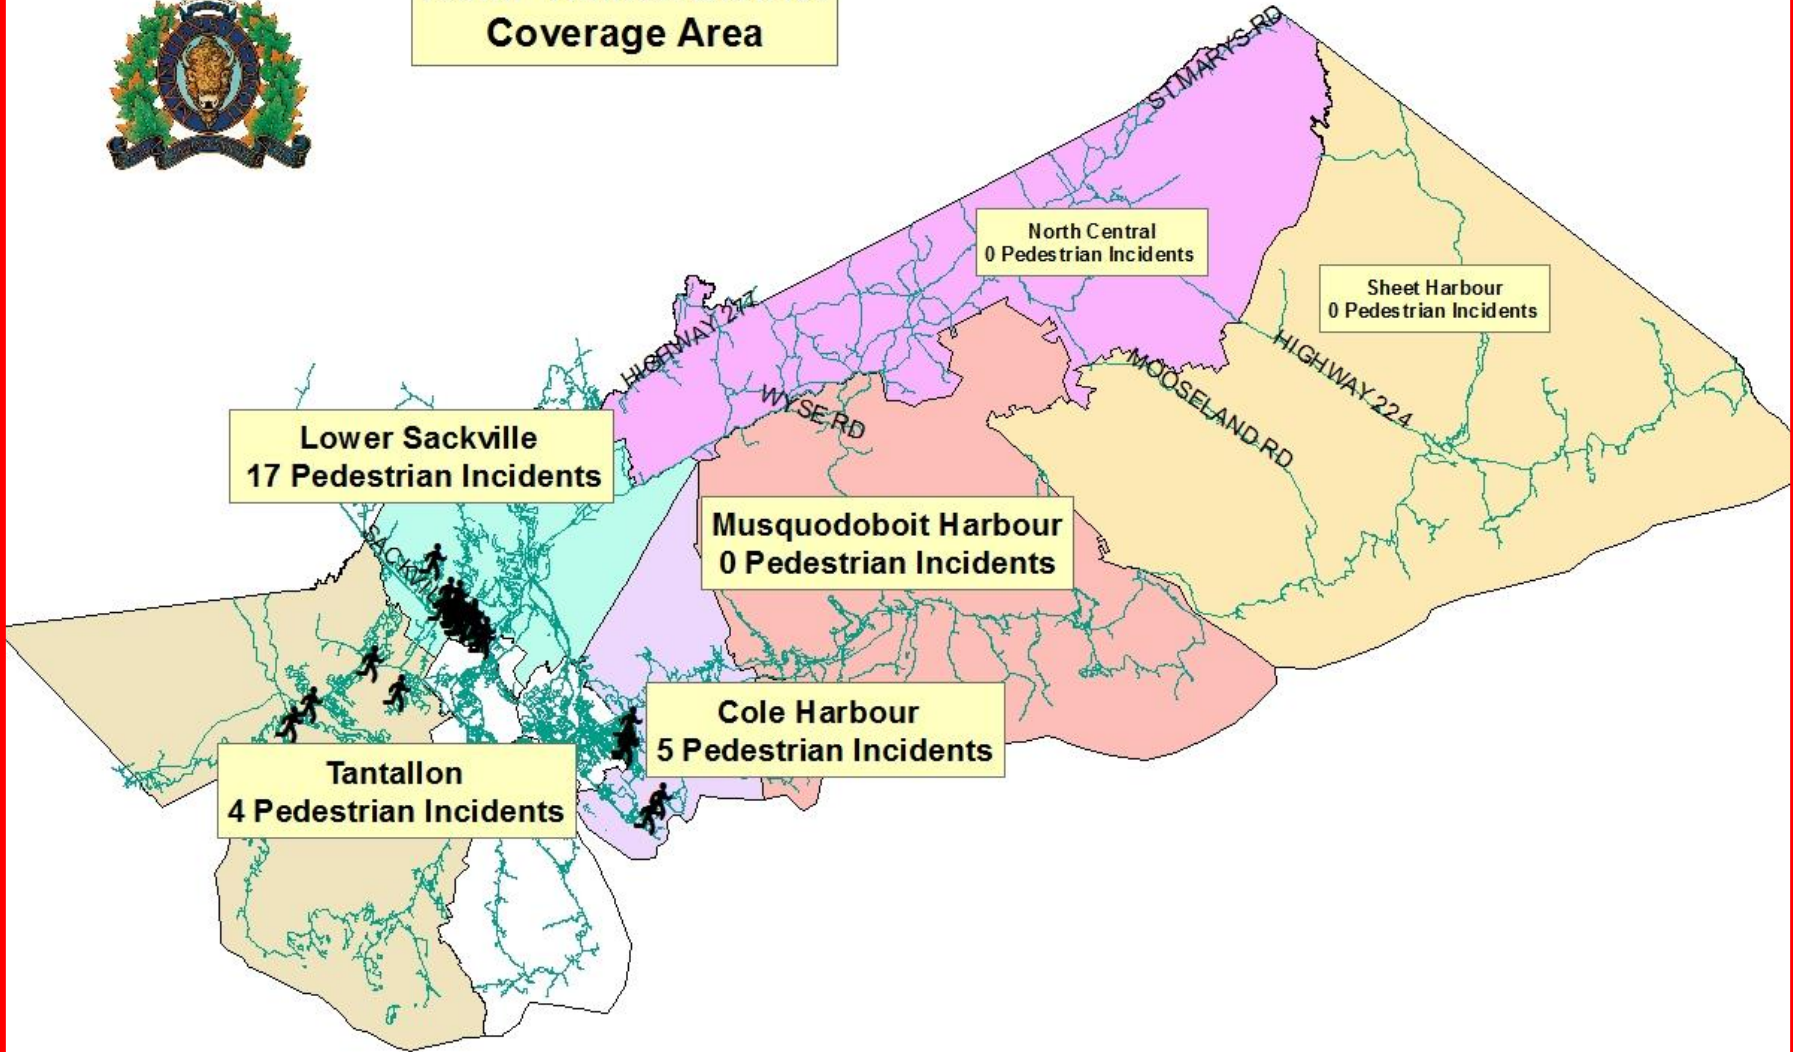 Coverage Area
ST.MARYS RD
North Central
0 Pedestrian Incidents
Sheet Harbour
0 Pedestrian Incidents
HIGHWAY 277
WYSE RD
MOOSELAND RD
HIGHWAY 224
Lower Sackville
17 Pedestrian Incidents
Musquodoboit Harbour
0 Pedestrian Incidents
Cole Harbour
5 Pedestrian Incidents
Tantallon
4 Pedestrian Incidents